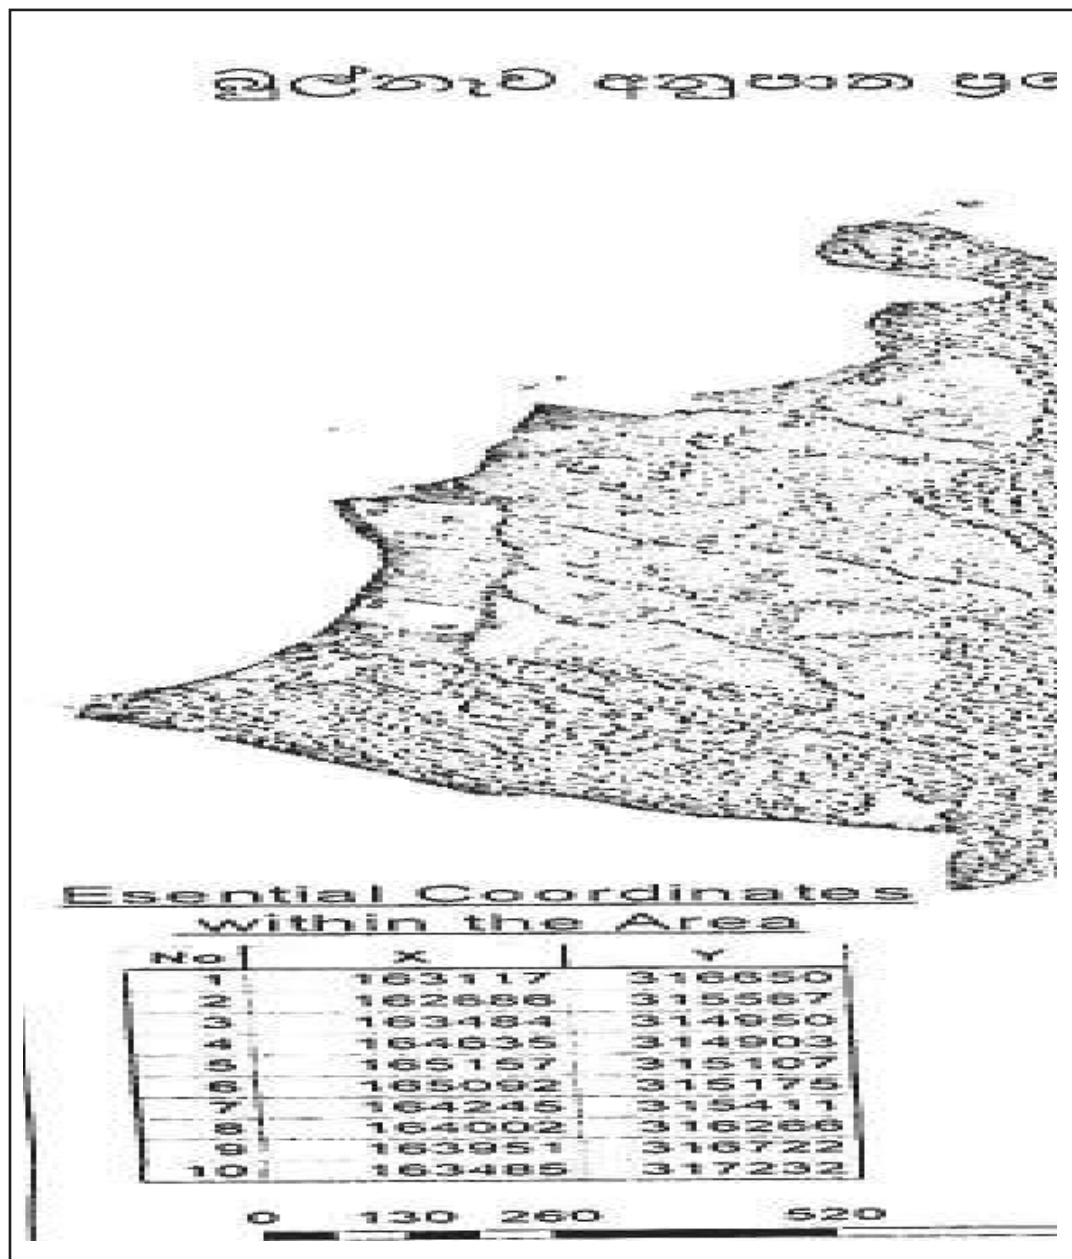 Esential Coordinates
within the Area
No X Y
1 163117 316650
2 162686 315567
3 163484 314950
4 164635 314903
5 165157 315107
6 165092 315175
7 164245 315411
8 164002 316266
9 163951 316722
10 163485 317232
0 130 260 520